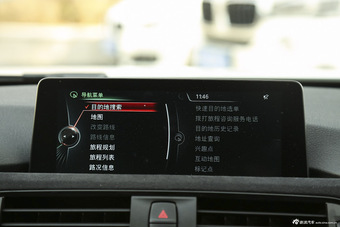 导航菜单
目的地搜索
地图
改变路线
路线信息
旅程规划
旅程列表
路况信息
11:46
快速目的地选单
拨打旅程咨询服务电话
目的地历史记录
地址查询
兴趣点
互动地图
标记点